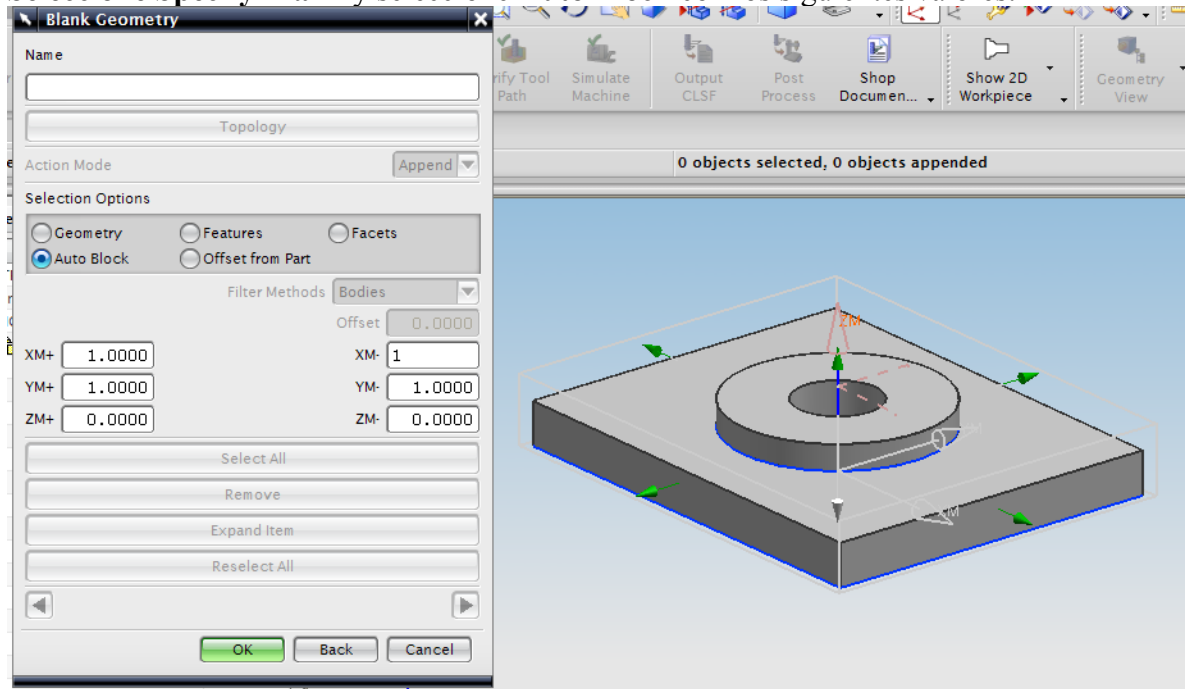 Blank Geometry
Name
Topology
Action Mode Append
Selection Options
Geometry Features Facets
Auto Block Offset from Part
Filter Methods Bodies
Offset 0.0000
XM+ 1.0000 XM- 1
YM+ 1.0000 YM- 1.0000
ZM+ 0.0000 ZM- 0.0000
Select All
Remove
Expand Item
Reselect All
OK Back Cancel
Tool Simulate Output Post Shop Show 2D Geometry
Path Machine CLSF Process Documen... Workpiece View
0 objects selected, 0 objects appended
ZM